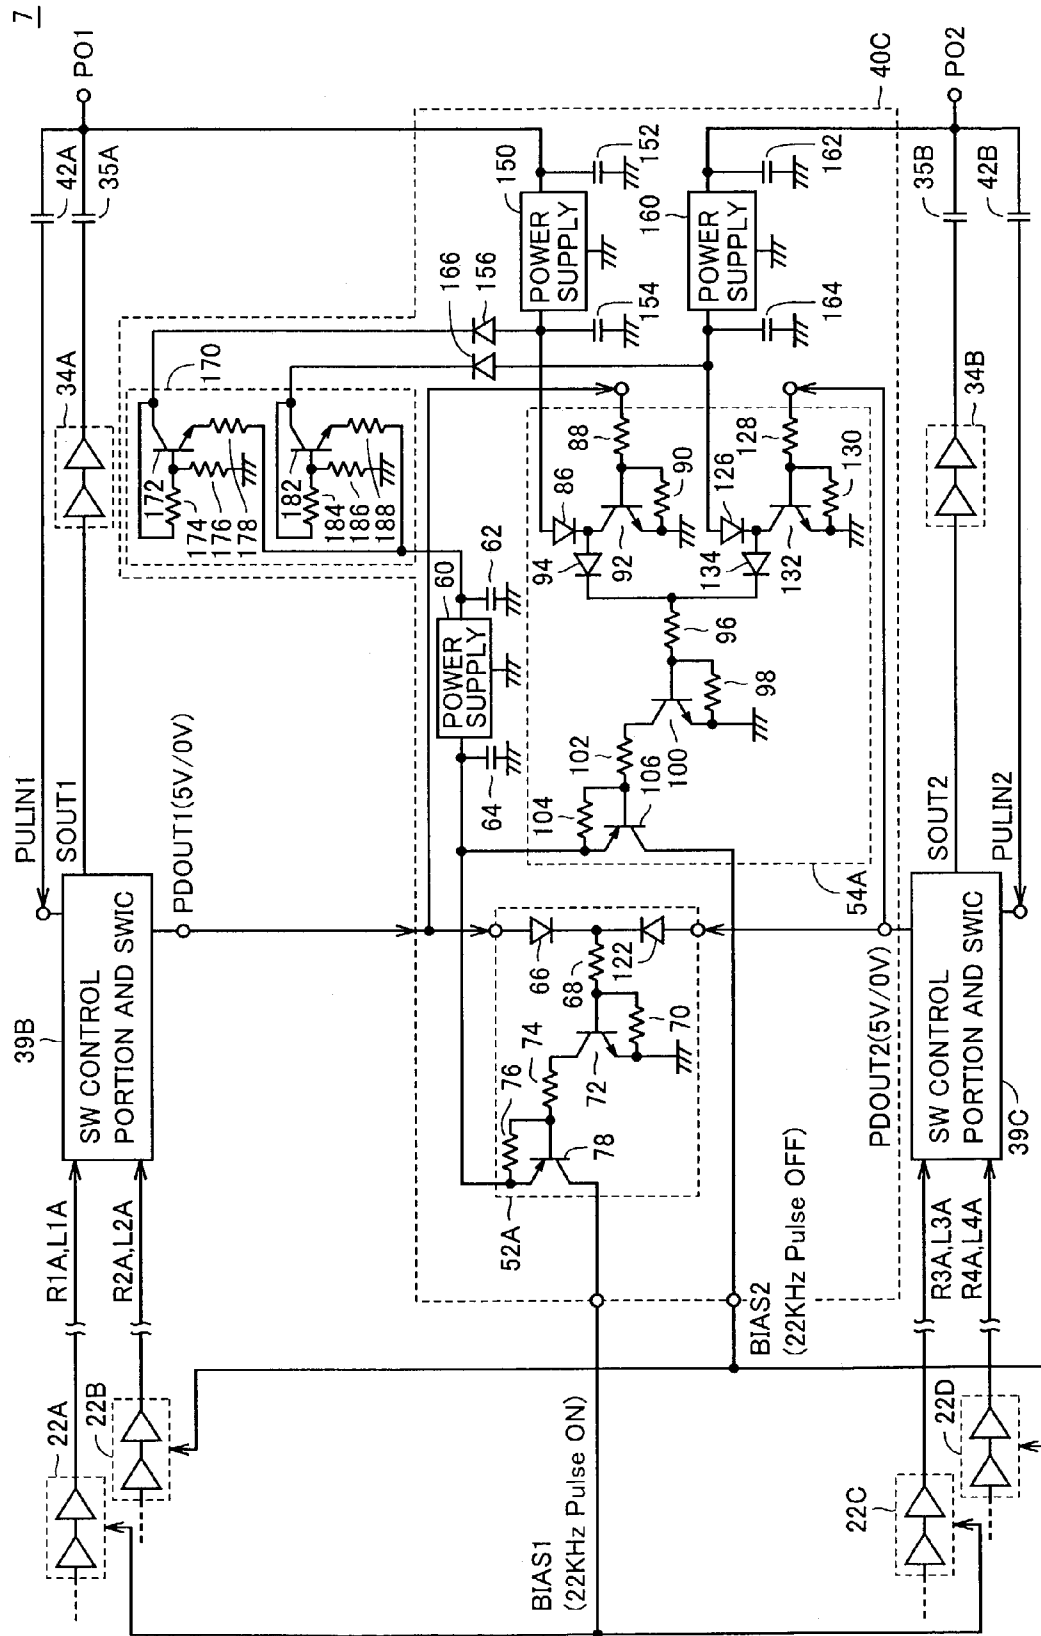 7
PO1
42A
35A
34A
PULIN1
SOUT1
PDOUT1(5V/0V)
39B
SW CONTROL
PORTION AND SWIC
R1A,L1A
R2A,L2A
22A
22B
40C
170
172
174
176
178
182
184
186
188
166
156
150
POWER
SUPPLY
152
154
160
POWER
SUPPLY
162
164
60
POWER
SUPPLY
62
64
86
88
90
92
94
96
98
100
102
104
106
126
128
130
132
134
54A
52A
66
68
70
72
74
76
78
122
BIAS1
(22KHz Pulse ON)
BIAS2
(22KHz Pulse OFF)
PO2
35B
42B
34B
SOUT2
PULIN2
PDOUT2(5V/0V)
SW CONTROL
PORTION AND SWIC
39C
R3A,L3A
R4A,L4A
22C
22D